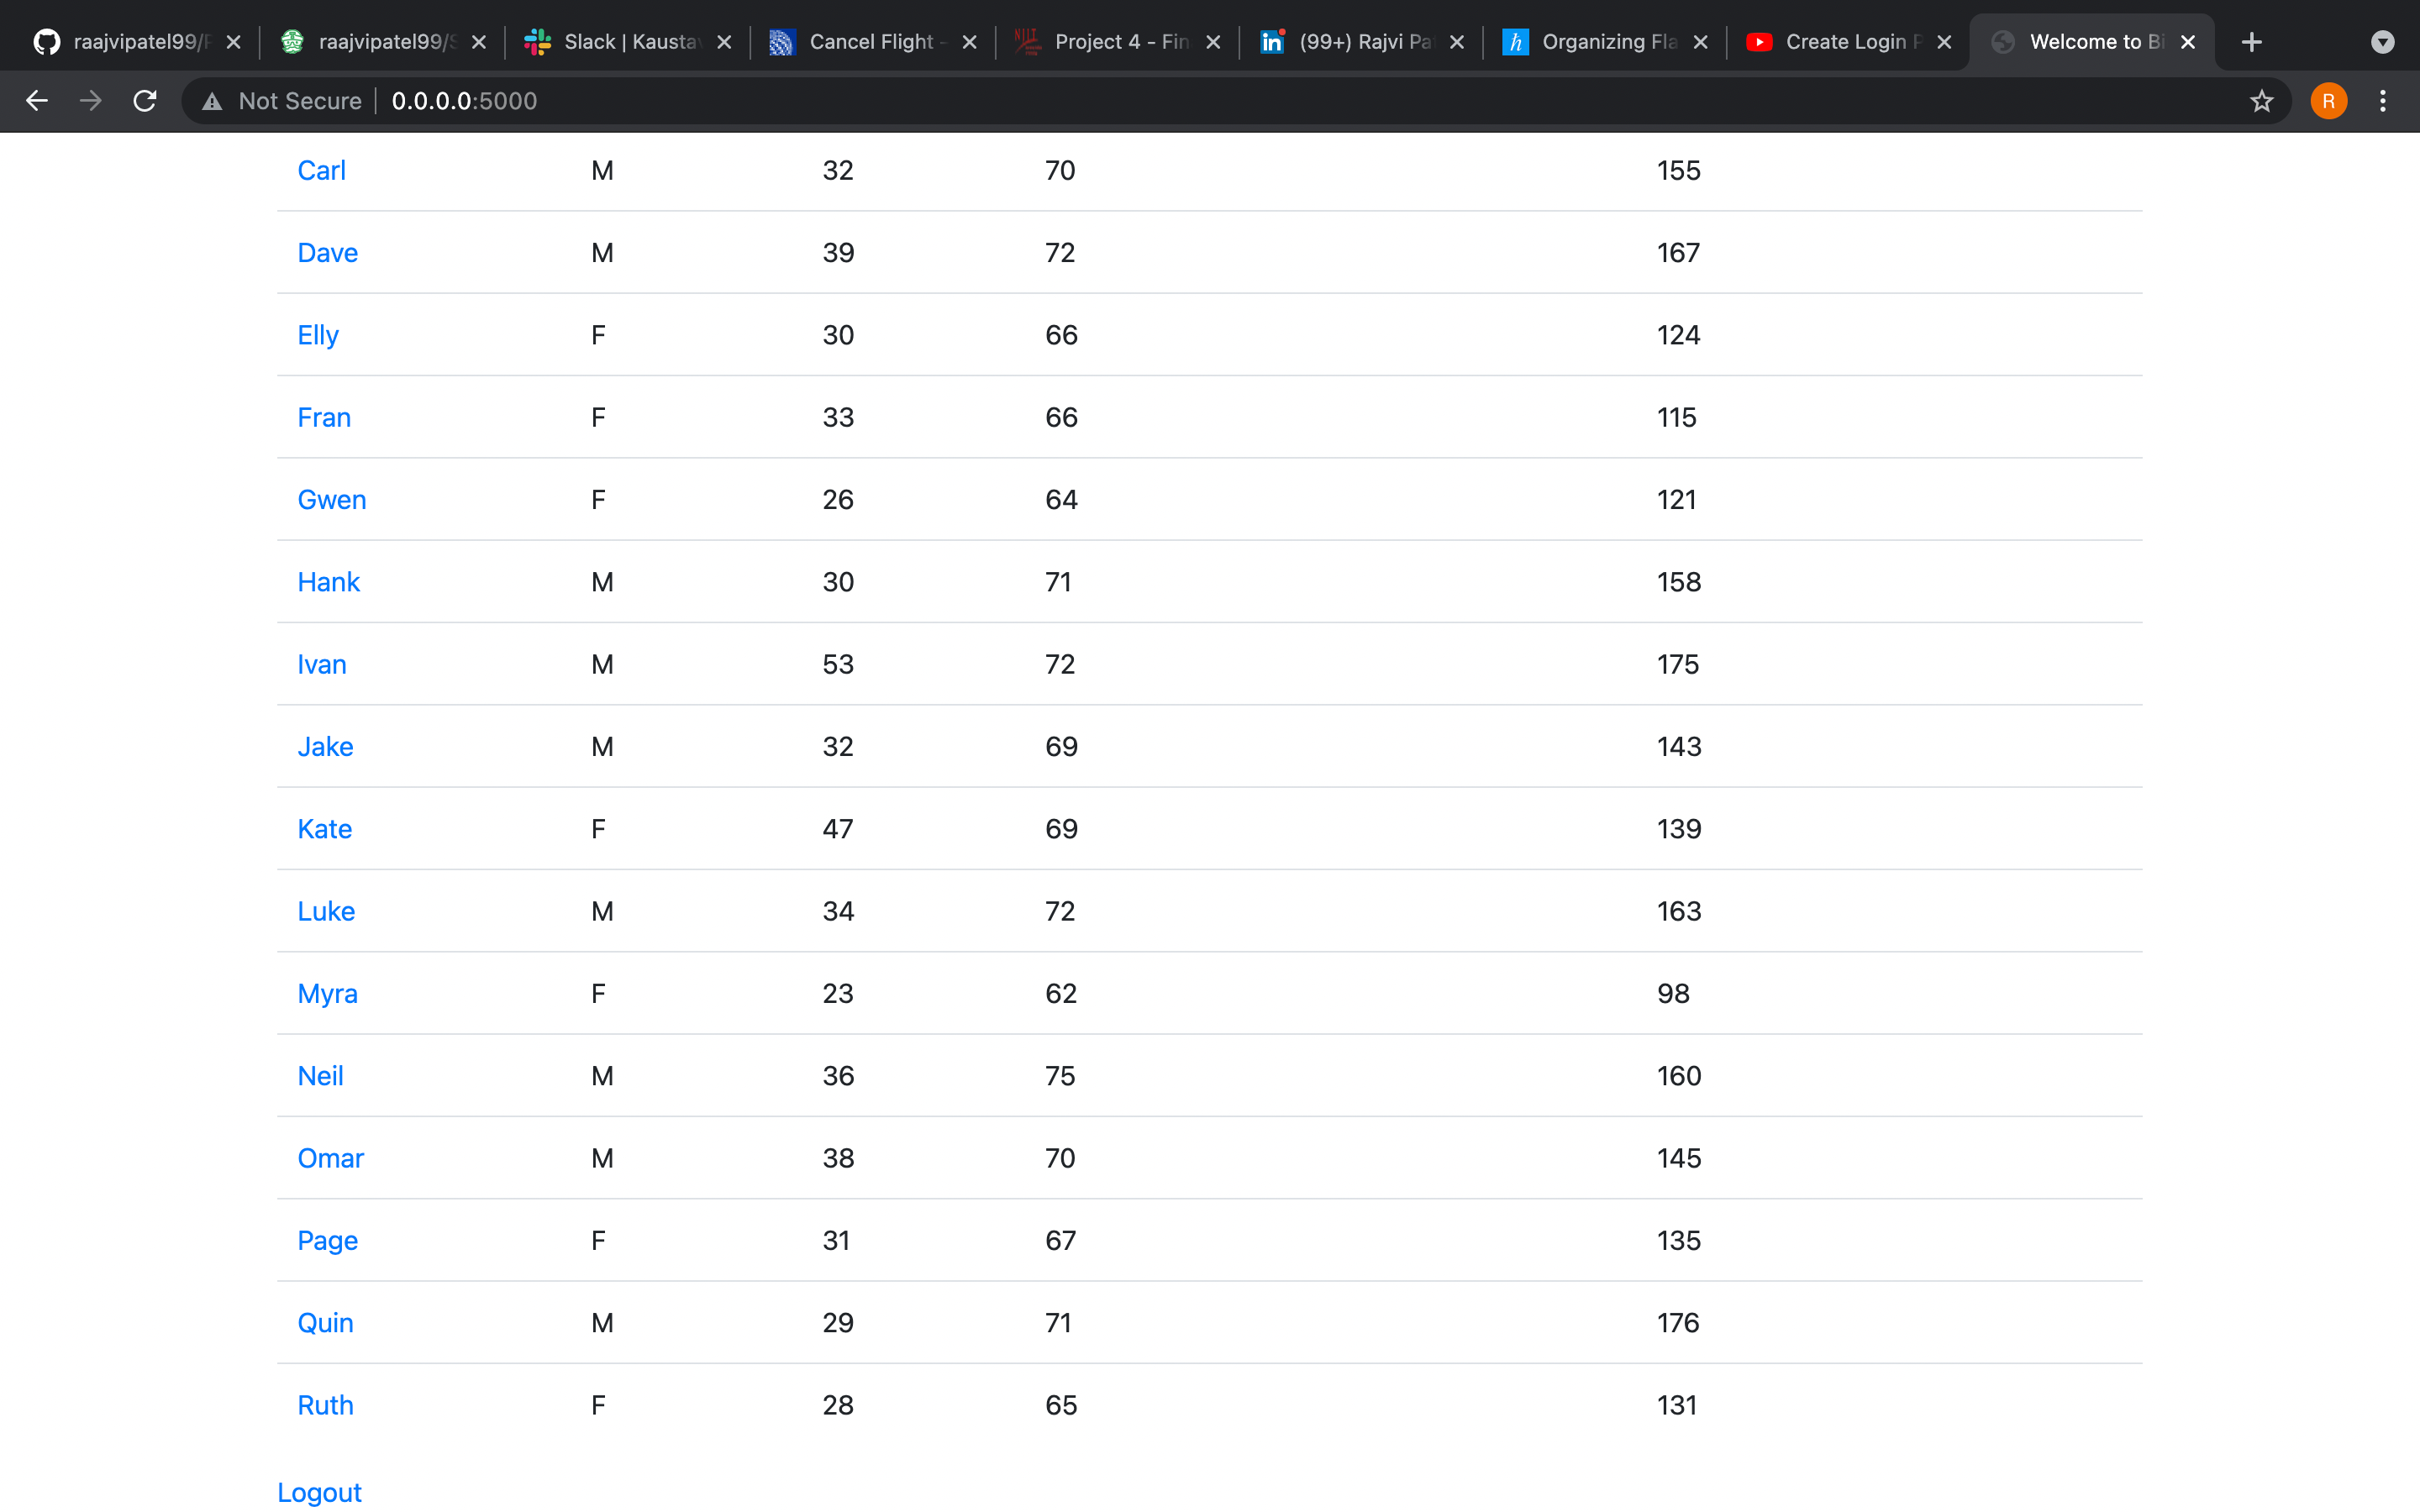 raajvipatel99/F raajvipatel99/S Slack | Kaustav Cancel Flight - Project 4 - Fin (99+) Rajvi Pa Organizing Fla Create Login P Welcome to Bi
Not Secure 0.0.0.0:5000 R
Carl M 32 70 155
Dave M 39 72 167
Elly F 30 66 124
Fran F 33 66 115
Gwen F 26 64 121
Hank M 30 71 158
Ivan M 53 72 175
Jake M 32 69 143
Kate F 47 69 139
Luke M 34 72 163
Myra F 23 62 98
Neil M 36 75 160
Omar M 38 70 145
Page F 31 67 135
Quin M 29 71 176
Ruth F 28 65 131
Logout